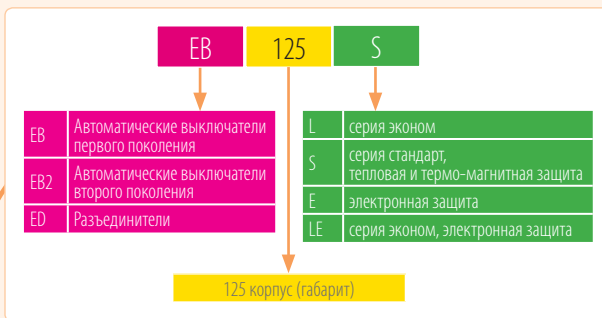 EB 125 S
EB Автоматические выключатели
первого поколения
EB2 Автоматические выключатели
второго поколения
ED Разъединители
L серия эконом
S серия стандарт,
тепловая и термо-магнитная защита
E электронная защита
LE серия эконом, электронная защита
125 корпус (габарит)